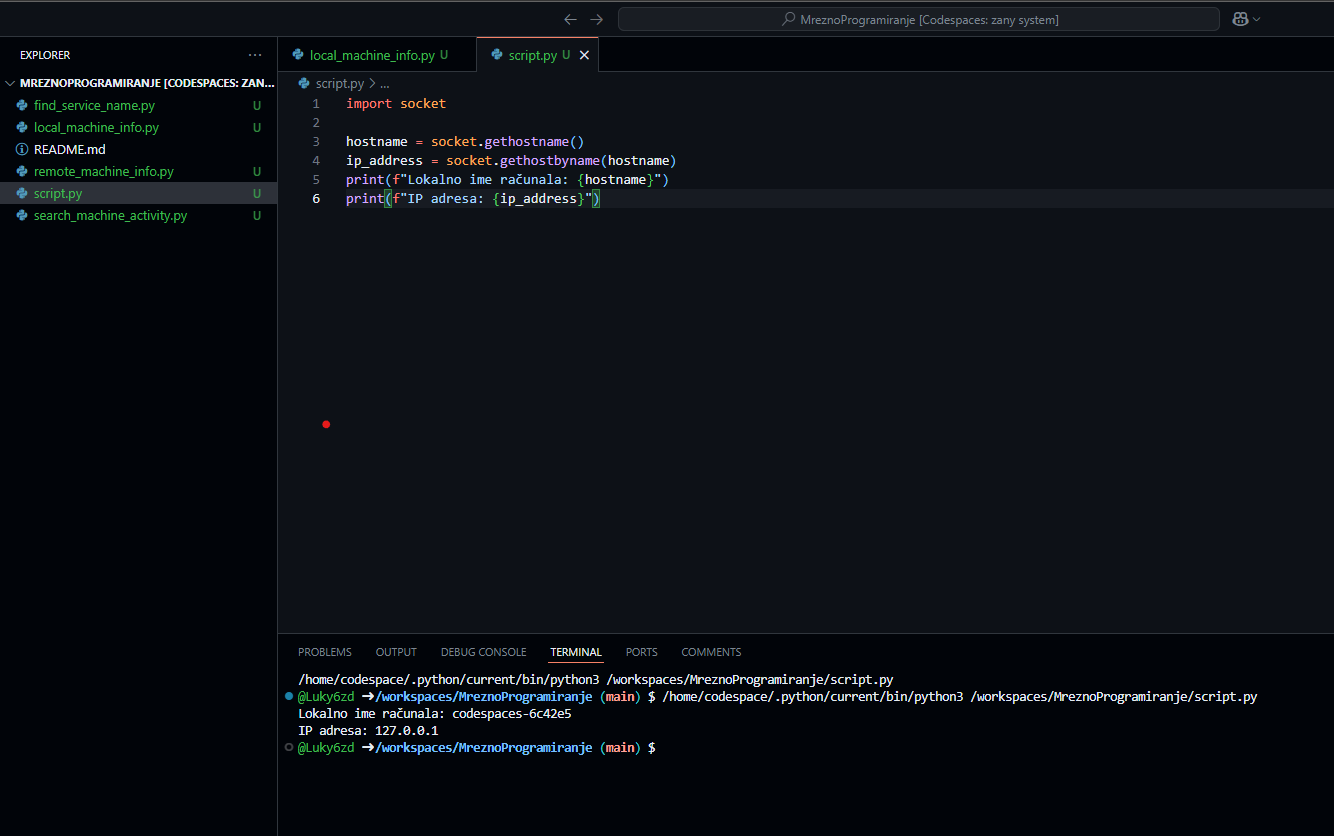 MreznoProgramiranje [Codespaces: zany system]
EXPLORER
...
MREZNOPROGRAMIRANJE [CODESPACES: ZAN...
find_service_name.py U
local_machine_info.py U
README.md
remote_machine_info.py U
script.py U
search_machine_activity.py U
local_machine_info.py U
script.py U
script.py > ...
1 import socket
2
3 hostname = socket.gethostname()
4 ip_address = socket.gethostbyname(hostname)
5 print(f"Lokalno ime računala: {hostname}")
6 print(f"IP adresa: {ip_address}")
PROBLEMS OUTPUT DEBUG CONSOLE TERMINAL PORTS COMMENTS
/home/codespace/.python/current/bin/python3 /workspaces/MreznoProgramiranje/script.py
@Luky6zd ➜/workspaces/MreznoProgramiranje (main) $ /home/codespace/.python/current/bin/python3 /workspaces/MreznoProgramiranje/script.py
Lokalno ime računala: codespaces-6c42e5
IP adresa: 127.0.0.1
@Luky6zd ➜/workspaces/MreznoProgramiranje (main) $